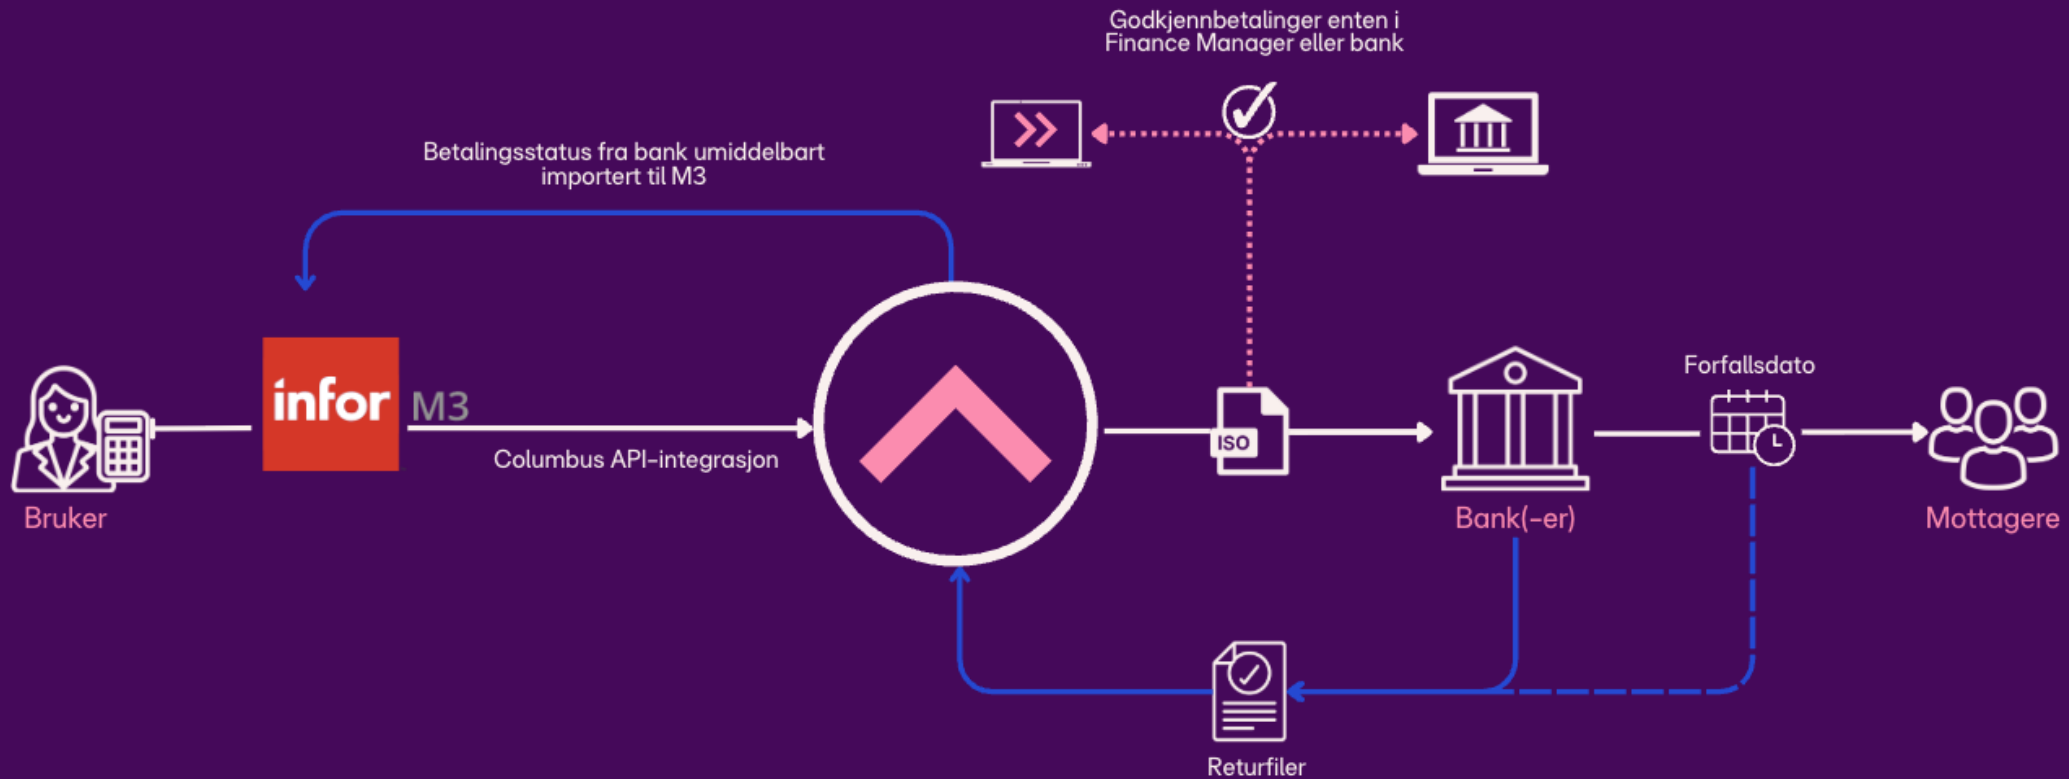 Godkjennbetalinger enten i
Finance Manager eller bank
Betalingsstatus fra bank umiddelbart
importert til M3
Forfallsdato
infor M3
ISO
Columbus API-integrasjon
Bruker
Bank(-er)
Mottagere
Returfiler